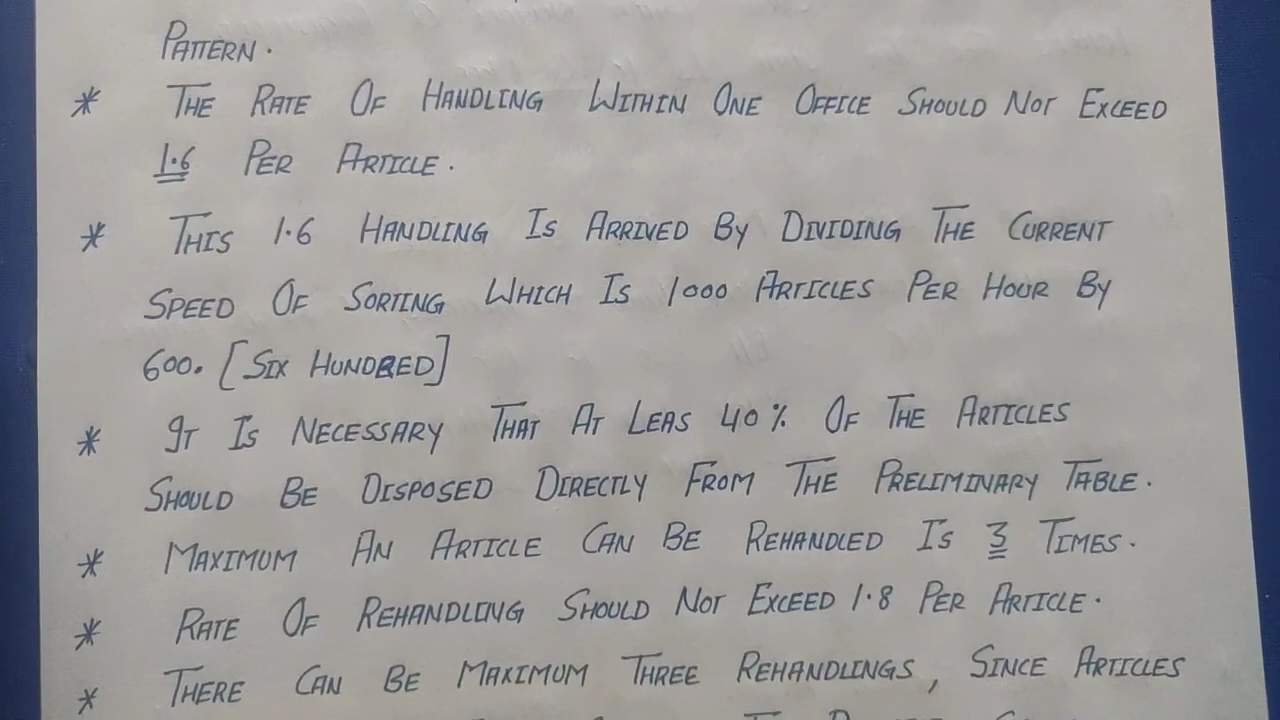 PATTERN.
* THE RATE OF HANDLING WITHIN ONE OFFICE SHOULD NOT EXCEED
1.6 PER ARTICLE.
* THIS 1.6 HANDLING IS ARRIVED BY DIVIDING THE CURRENT
SPEED OF SORTING WHICH IS 1000 ARTICLES PER HOUR BY
600. [SIX HUNDRED]
* IT IS NECESSARY THAT AT LEAS 40% OF THE ARTICLES
SHOULD BE DISPOSED DIRECTLY FROM THE PRELIMINARY TABLE.
* MAXIMUM AN ARTICLE CAN BE REHANDLED IS 3 TIMES.
* RATE OF REHANDLING SHOULD NOT EXCEED 1.8 PER ARTICLE.
* THERE CAN BE MAXIMUM THREE REHANDLINGS, SINCE ARTICLES